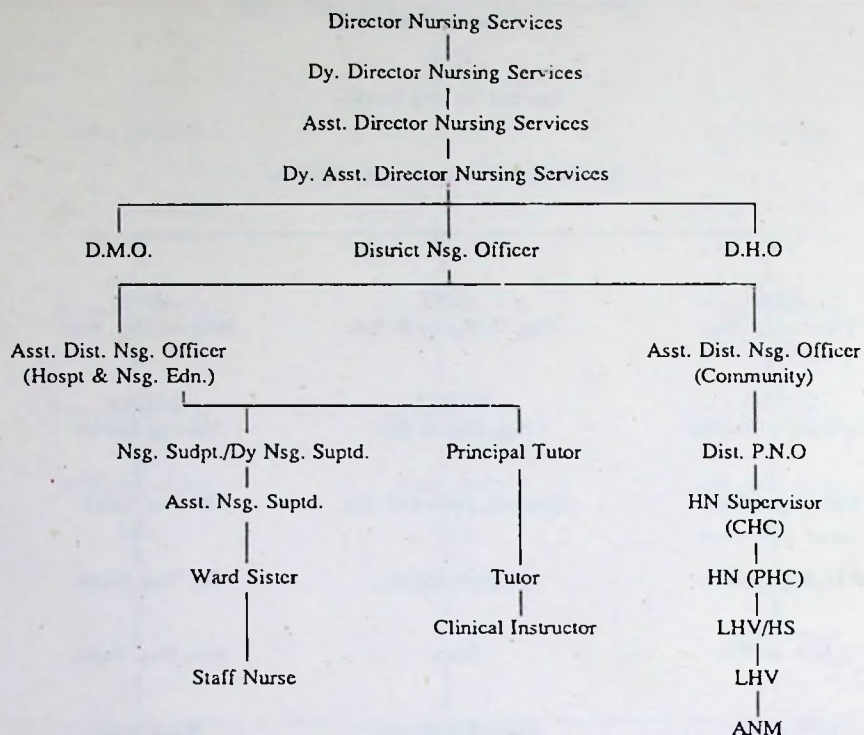 Director Nursing Services
Dy. Director Nursing Services
Asst. Director Nursing Services
Dy. Asst. Director Nursing Services
D.M.O.
District Nsg. Officer
D.H.O
Asst. Dist. Nsg. Officer
(Hospt & Nsg. Edn.)
Asst. Dist. Nsg. Officer
(Community)
Nsg. Sudpt./Dy Nsg. Suptd.
Principal Tutor
Dist. P.N.O
Asst. Nsg. Suptd.
HN Supervisor
(CHC)
Ward Sister
Tutor
HN (PHC)
Clinical Instructor
LHV/HS
Staff Nurse
LHV
ANM